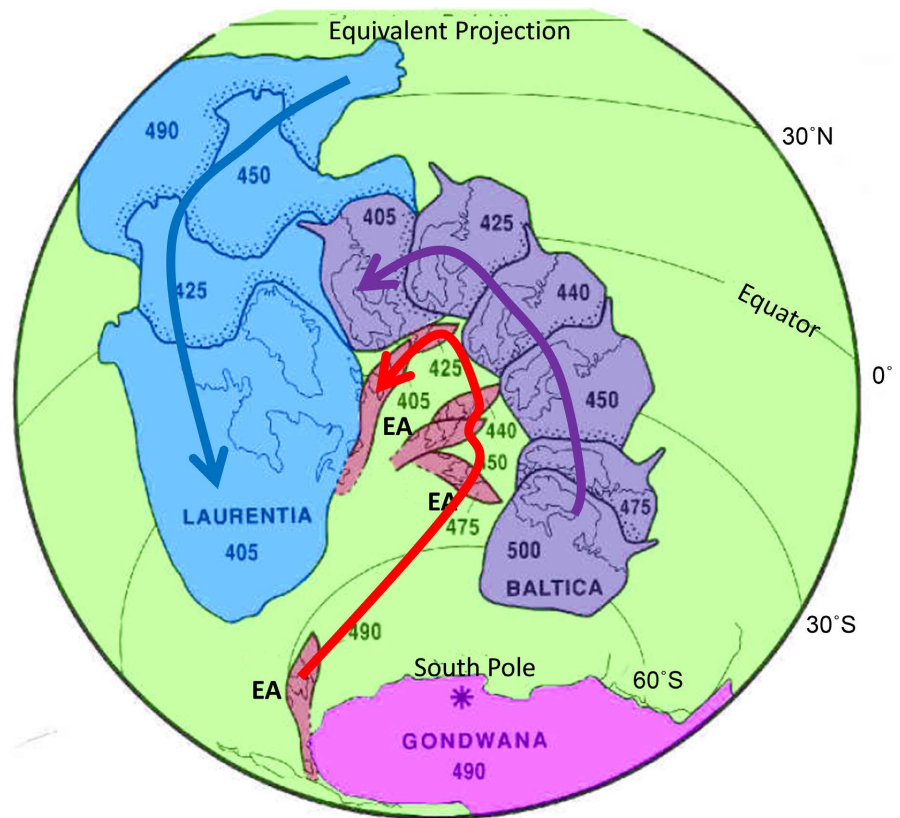 Equivalent Projection
30˚N
490
450
405
425
425
440
Equator
0˚
425
405
450
EA
440
50
EA
475
475
LAURENTIA
405
500
BALTICA
30˚S
490
South Pole
60˚S
EA
GONDWANA
490